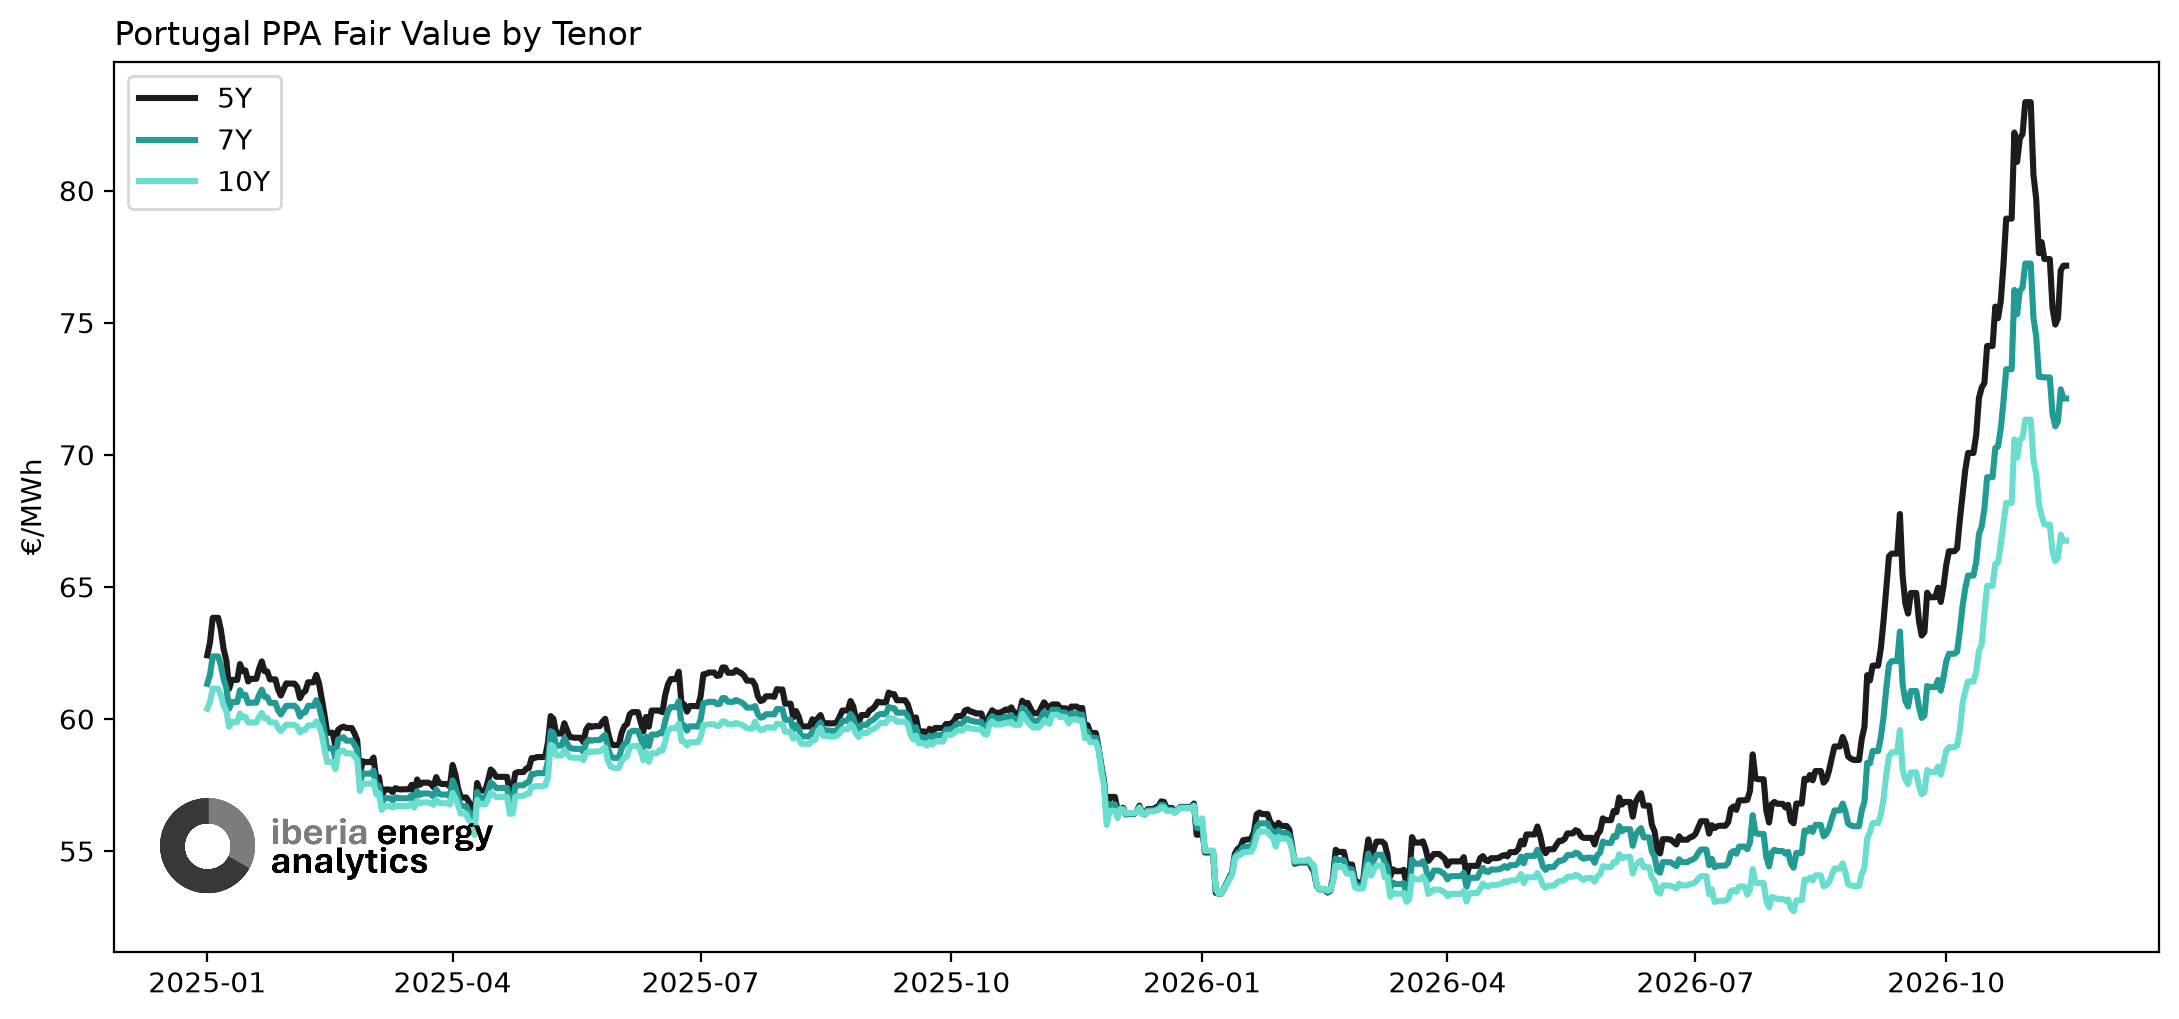 Portugal PPA Fair Value by Tenor
5Y
7Y
10Y
€/MWh
80
75
70
65
60
55
iberia energy
analytics
2025-01
2025-04
2025-07
2025-10
2026-01
2026-04
2026-07
2026-10